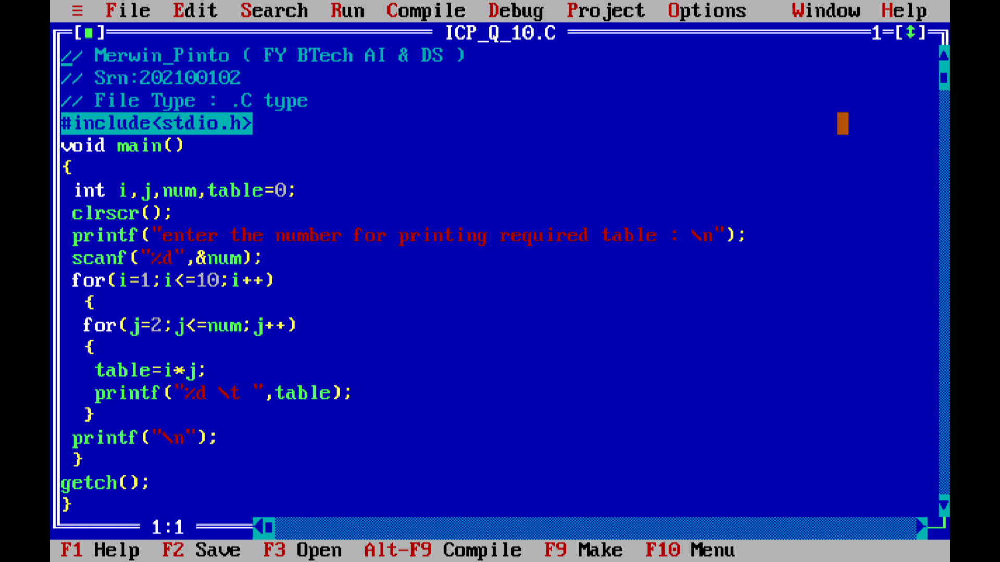 ≡ File Edit Search Run Compile Debug Project Options Window Help
[■] ICP_Q_10.C 1=[↕]
// Merwin_Pinto ( FY BTech AI & DS )
// Srn:202100102
// File Type : .C type
#include<stdio.h>
void main()
{
int i,j,num,table=0;
clrscr();
printf("enter the number for printing required table : \n");
scanf("%d",&num);
for(i=1;i<=10;i++)
{
for(j=2;j<=num;j++)
{
table=i*j;
printf("%d \t ",table);
}
printf("\n");
}
getch();
}
1:1
F1 Help F2 Save F3 Open Alt-F9 Compile F9 Make F10 Menu